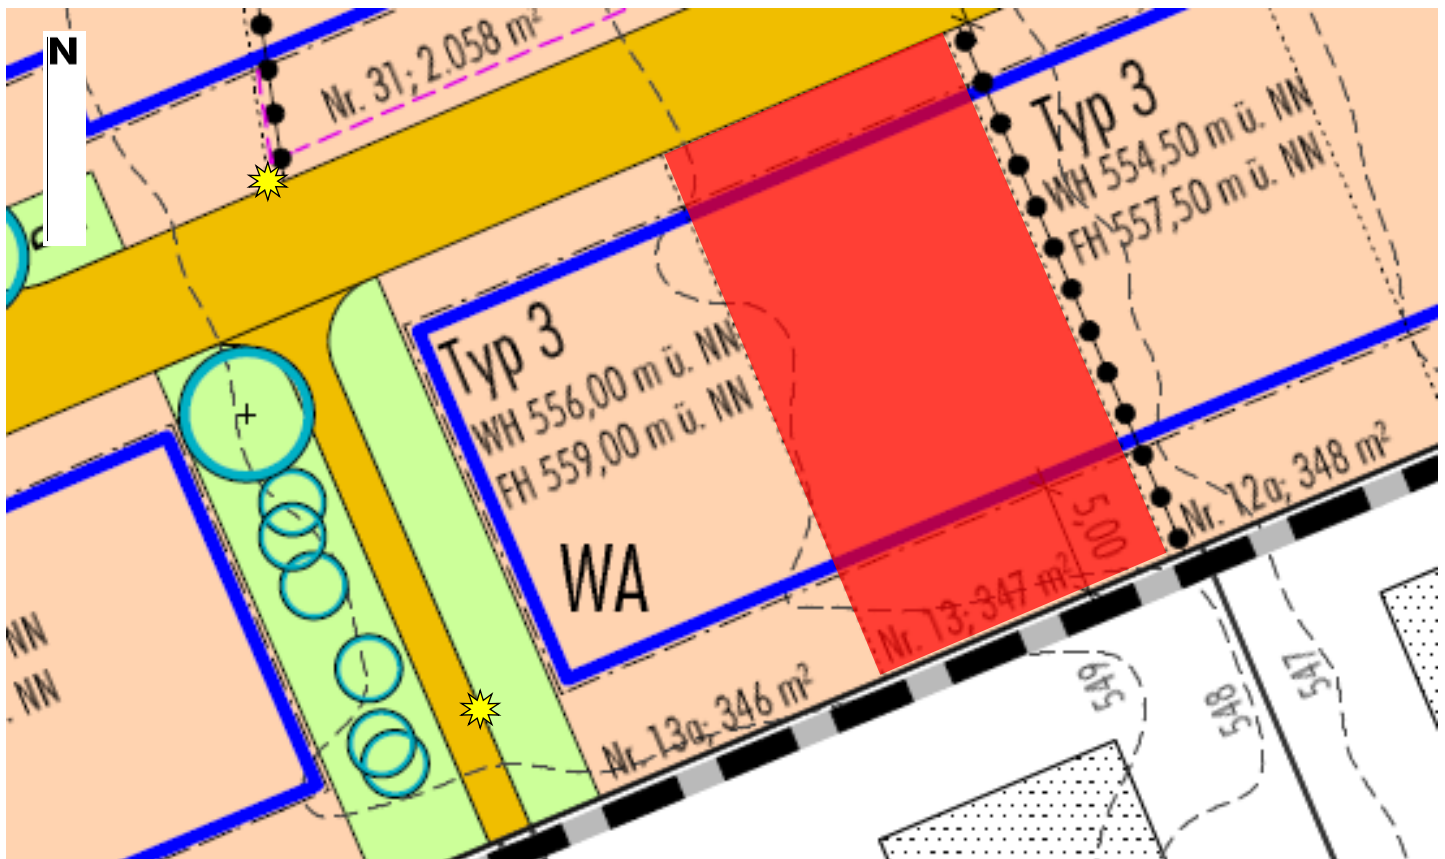 N
Nr. 31; 2.058 m²
Typ 3
WH 554,50 m ü. NN
FH 557,50 m ü. NN
Typ 3
WH 556,00 m ü. NN
FH 559,00 m ü. NN
WA
NN
. NN
5,00
Nr. 12a; 348 m²
Nr. 13; 347 m²
Nr. 13a; 346 m²
549
548
547